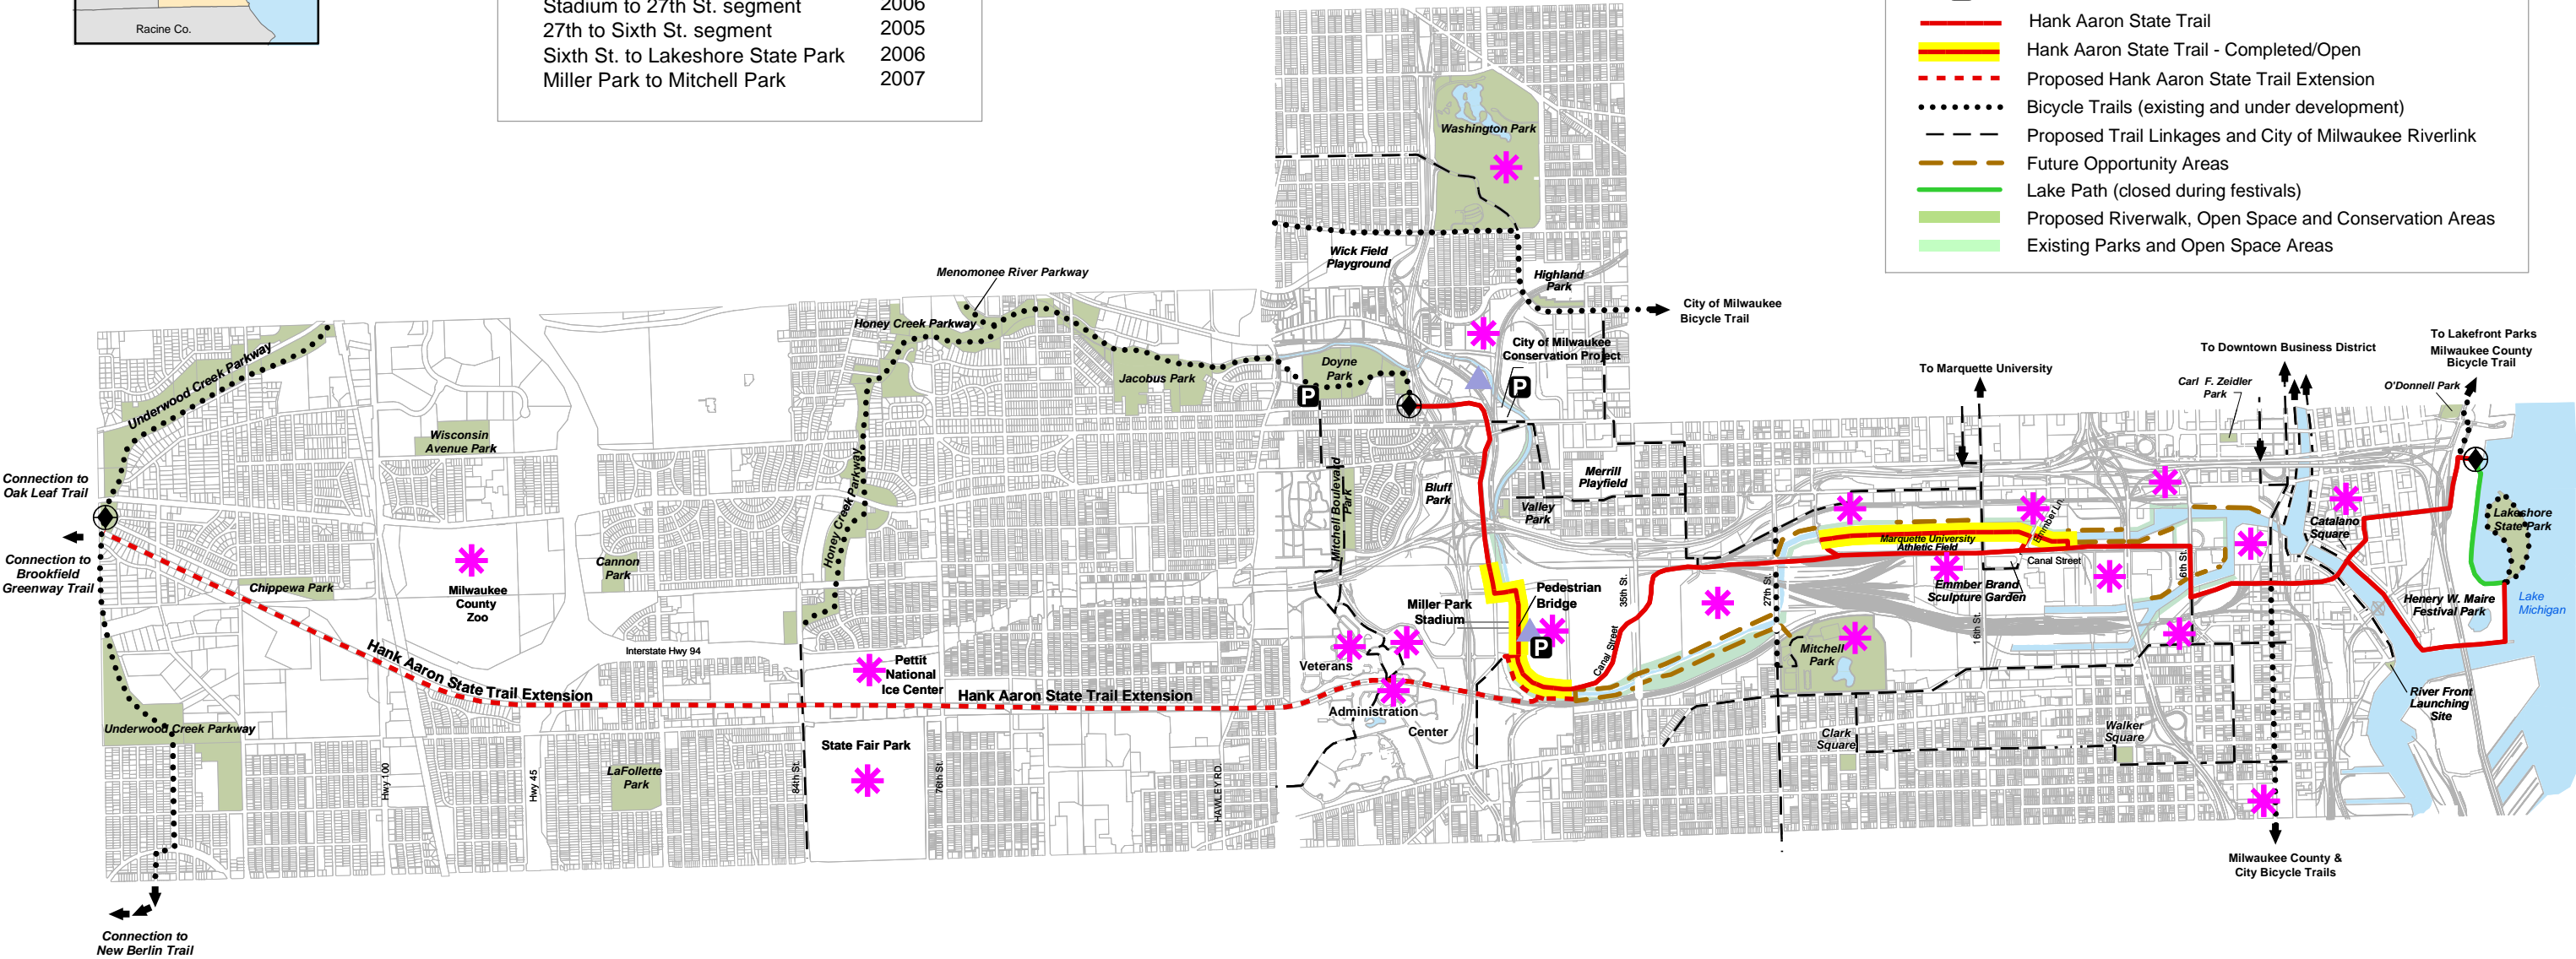 Racine Co.
Stadium to 27th St. segment 2006
27th to Sixth St. segment 2005
Sixth St. to Lakeshore State Park 2006
Miller Park to Mitchell Park 2007
Hank Aaron State Trail
Hank Aaron State Trail - Completed/Open
Proposed Hank Aaron State Trail Extension
Bicycle Trails (existing and under development)
Proposed Trail Linkages and City of Milwaukee Riverlink
Future Opportunity Areas
Lake Path (closed during festivals)
Proposed Riverwalk, Open Space and Conservation Areas
Existing Parks and Open Space Areas
Washington Park
Wick Field
Playground
Highland
Park
City of Milwaukee
Bicycle Trail
Menomonee River Parkway
Honey Creek Parkway
Underwood Creek Parkway
City of Milwaukee
Conservation Project
Doyne
Park
Jacobus Park
P
P
To Marquette University
To Downtown Business District
To Lakefront Parks
Milwaukee County
Bicycle Trail
Carl F. Zeidler
Park
O'Donnell Park
Wisconsin
Avenue Park
Connection to
Oak Leaf Trail
Connection to
Brookfield
Greenway Trail
Honey Creek Parkway
Mitchell Boulevard
Park
Bluff
Park
Merrill
Playfield
Valley
Park
Emmber Ln.
Marquette University
Athletic Field
Canal Street
Catalano
Square
Lakeshore
State Park
Chippewa Park
Milwaukee
County
Zoo
Cannon
Park
Pedestrian
Bridge
Miller Park
Stadium
P
35th St.
Canal Street
27th St.
Emmber Brand
Sculpture Garden
16th St.
6th St.
Henery W. Maire
Festival Park
Lake
Michigan
Interstate Hwy 94
Hank Aaron State Trail Extension
Pettit
National
Ice Center
Hank Aaron State Trail Extension
Veterans
Administration
Center
Mitchell
Park
River Front
Launching
Site
Underwood Creek Parkway
State Fair Park
LaFollette
Park
Hwy 100
Hwy 45
84th St.
76th St.
HAWLEY RD.
Clark
Square
Walker
Square
Milwaukee County &
City Bicycle Trails
Connection to
New Berlin Trail